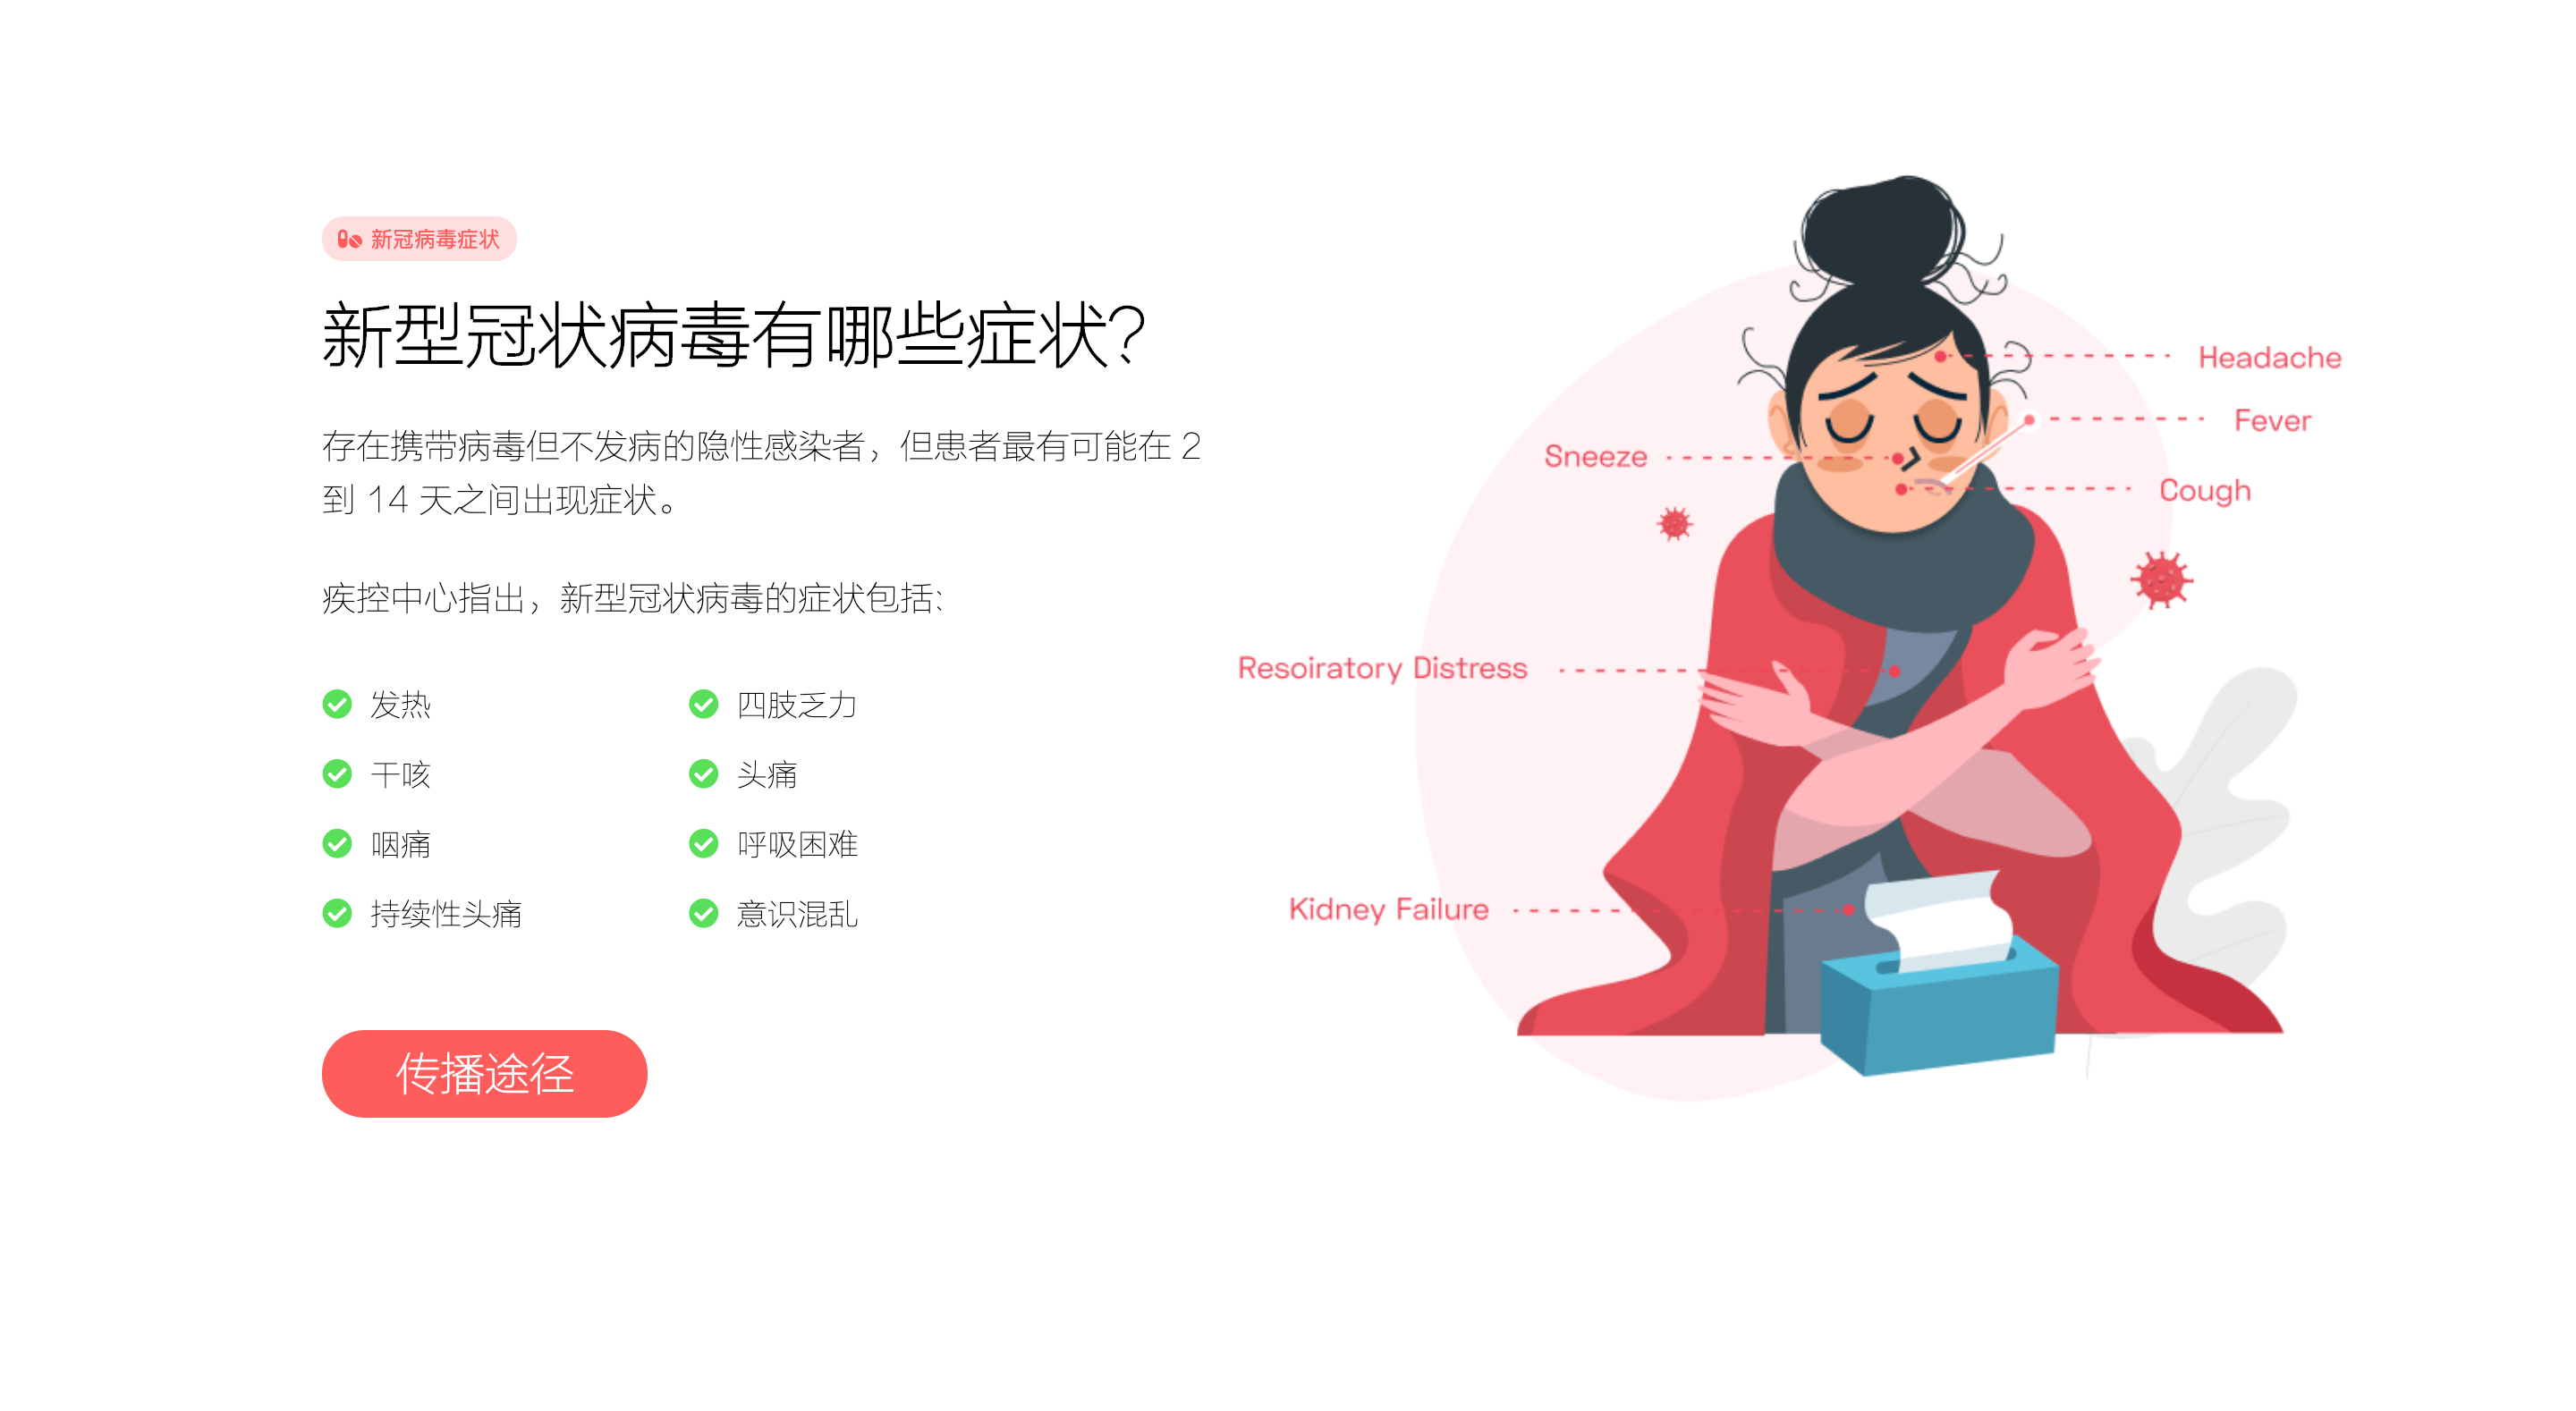 新冠病毒症状
新型冠状病毒有哪些症状?
存在携带病毒但不发病的隐性感染者，但患者最有可能在 2
到 14 天之间出现症状。
疾控中心指出，新型冠状病毒的症状包括:
发热
四肢乏力
干咳
头痛
咽痛
呼吸困难
持续性头痛
意识混乱
传播途径
Headache
Fever
Sneeze
Cough
Resoiratory Distress
Kidney Failure